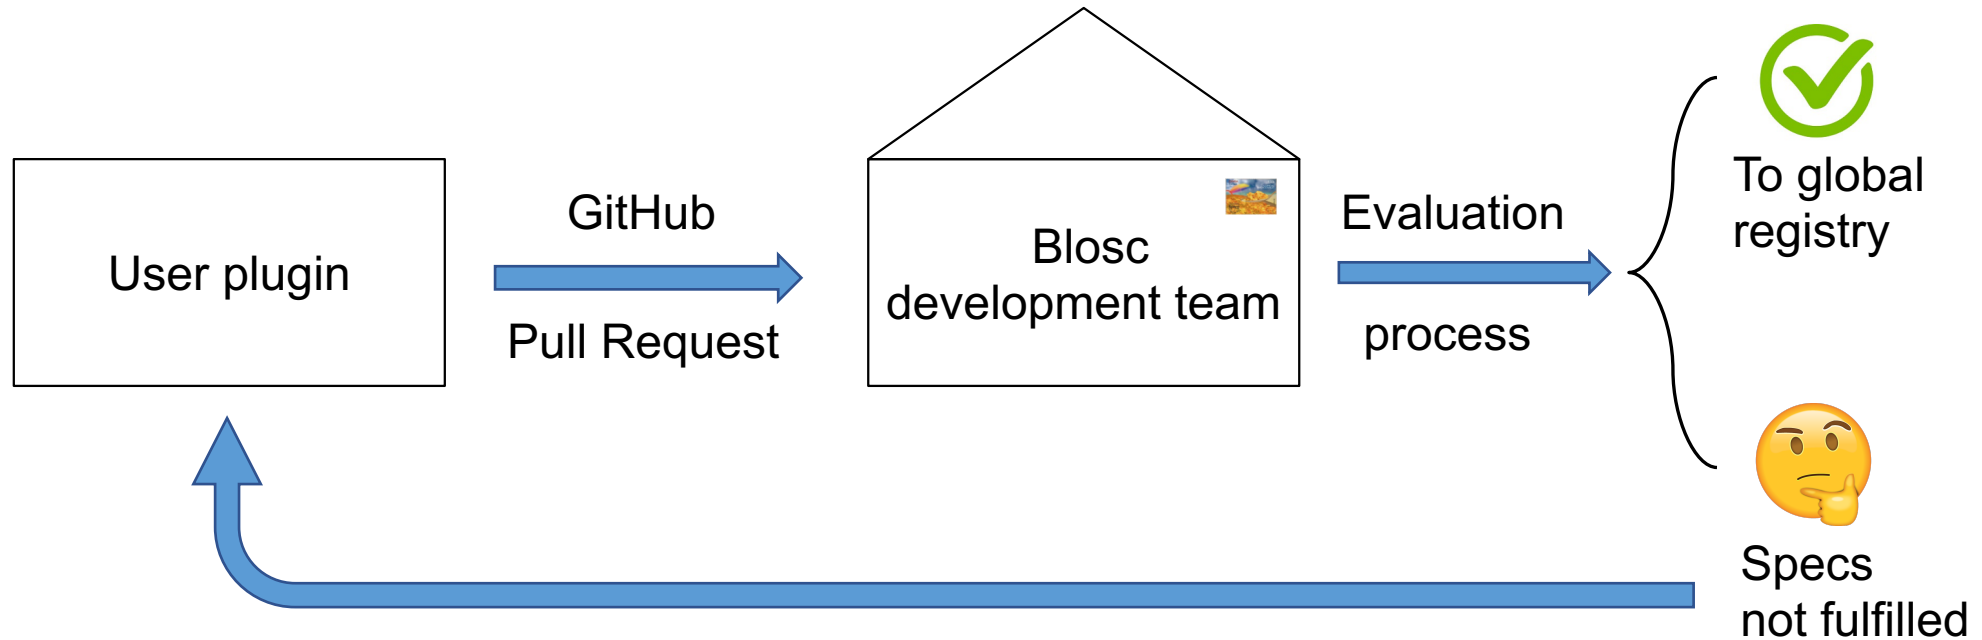 User plugin
GitHub
Pull Request
Blosc
development team
Evaluation
process
To global
registry
Specs
not fulfilled